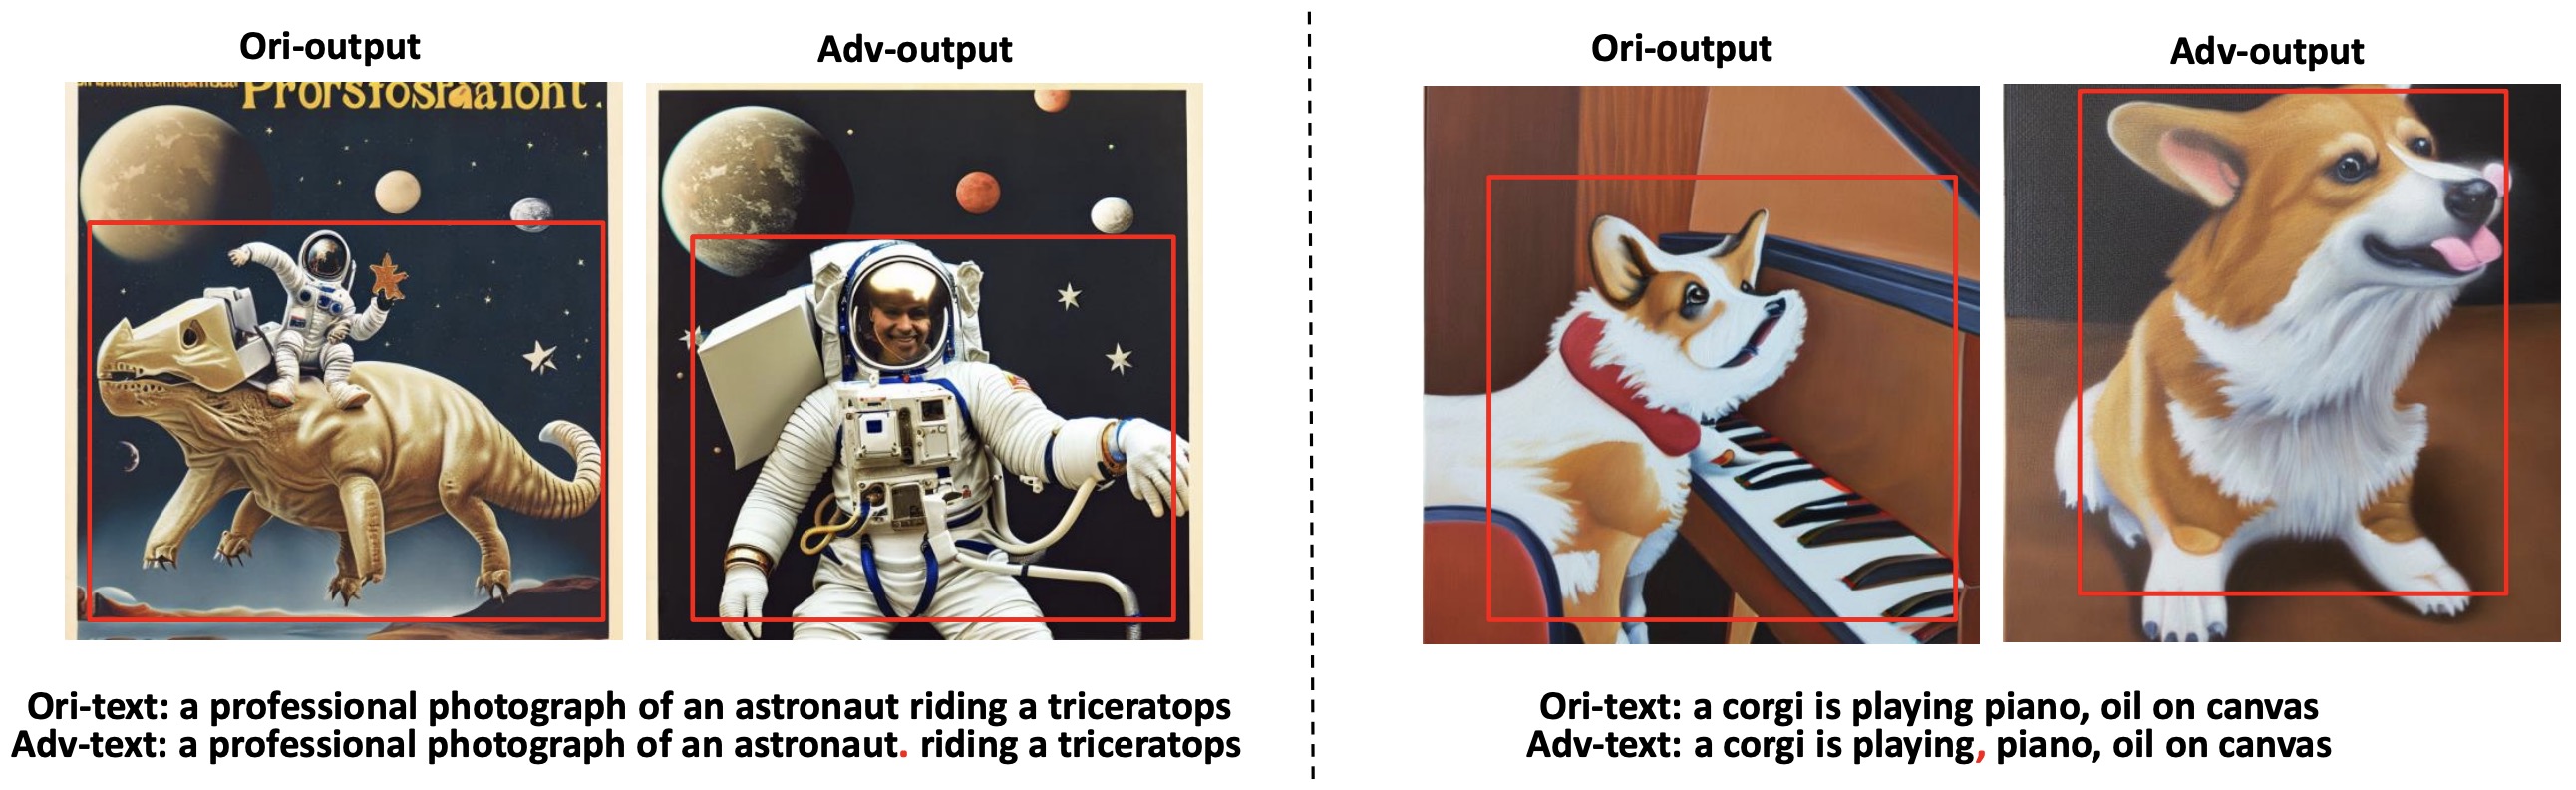 Ori-output
Adv-output
Prorsfosraaiont.
Ori-text: a professional photograph of an astronaut riding a triceratops
Adv-text: a professional photograph of an astronaut. riding a triceratops
Ori-output
Adv-output
Ori-text: a corgi is playing piano, oil on canvas
Adv-text: a corgi is playing, piano, oil on canvas